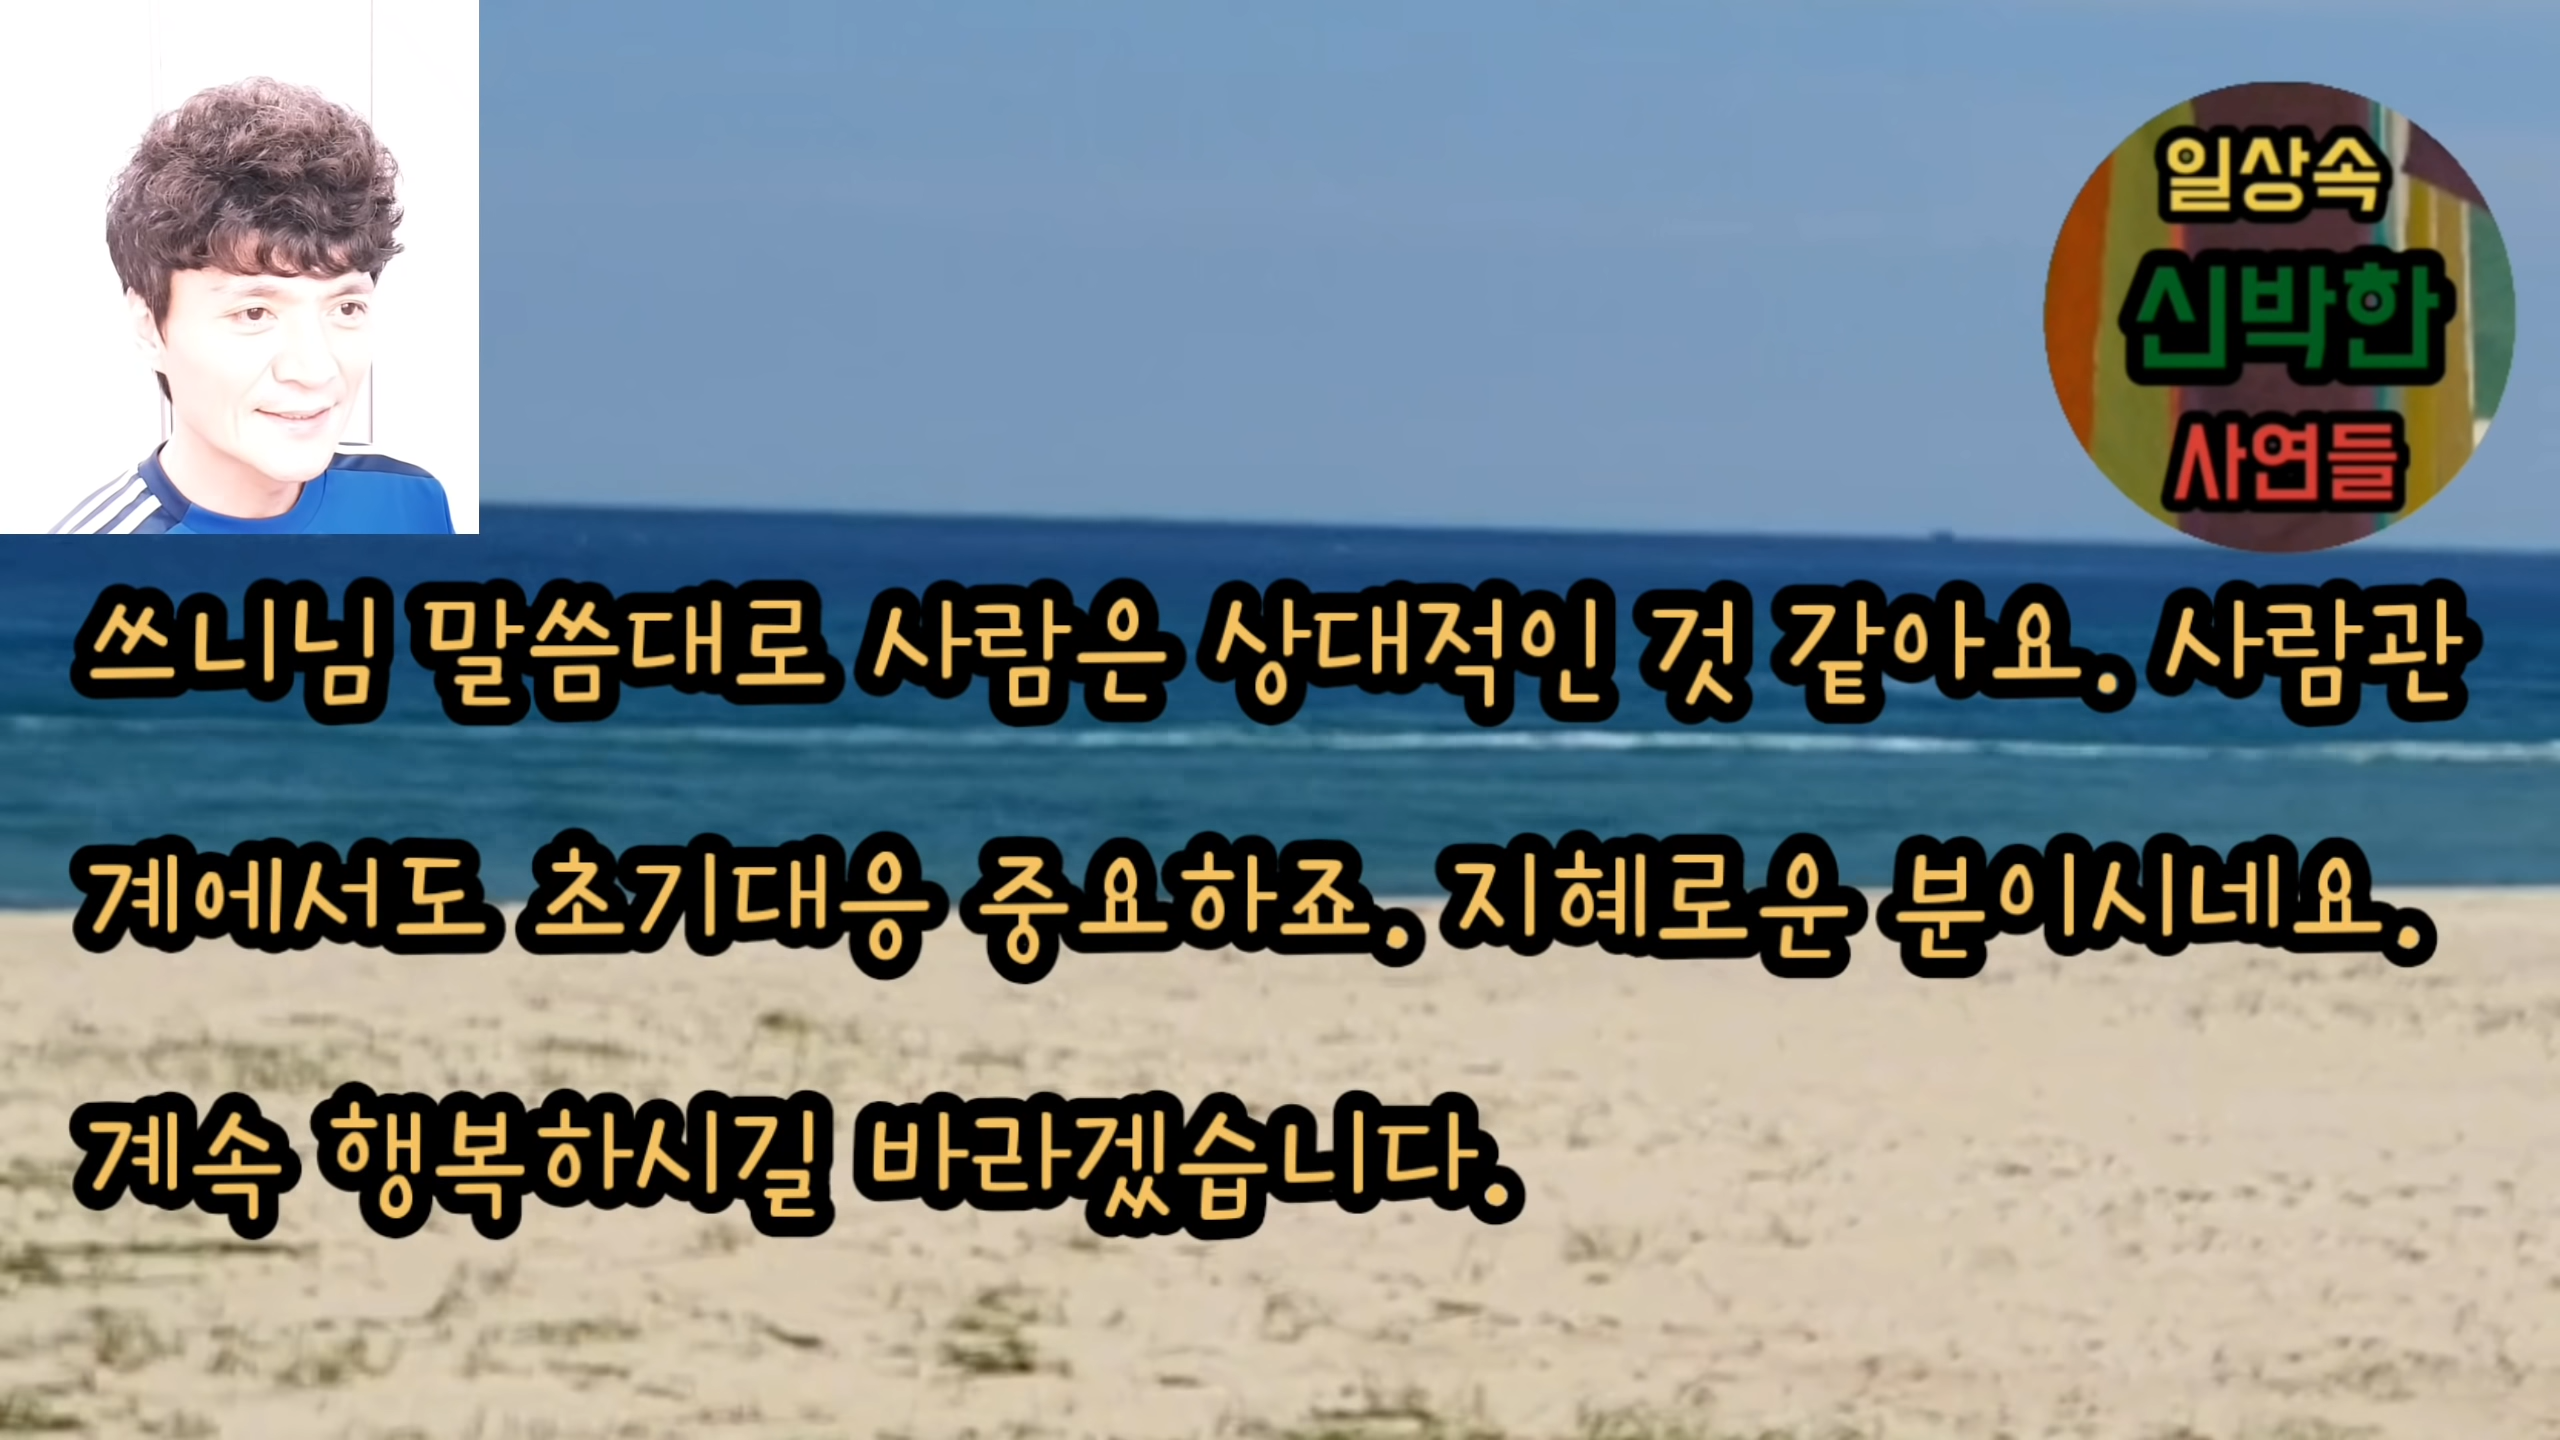 일상속
신박한
사연들
쓰니님 말씀대로 사람은 상대적인 것 같아요. 사람관
계에서도 초기대응 중요하죠. 지혜로운 분이시네요.
계속 행복하시길 바라겠습니다.